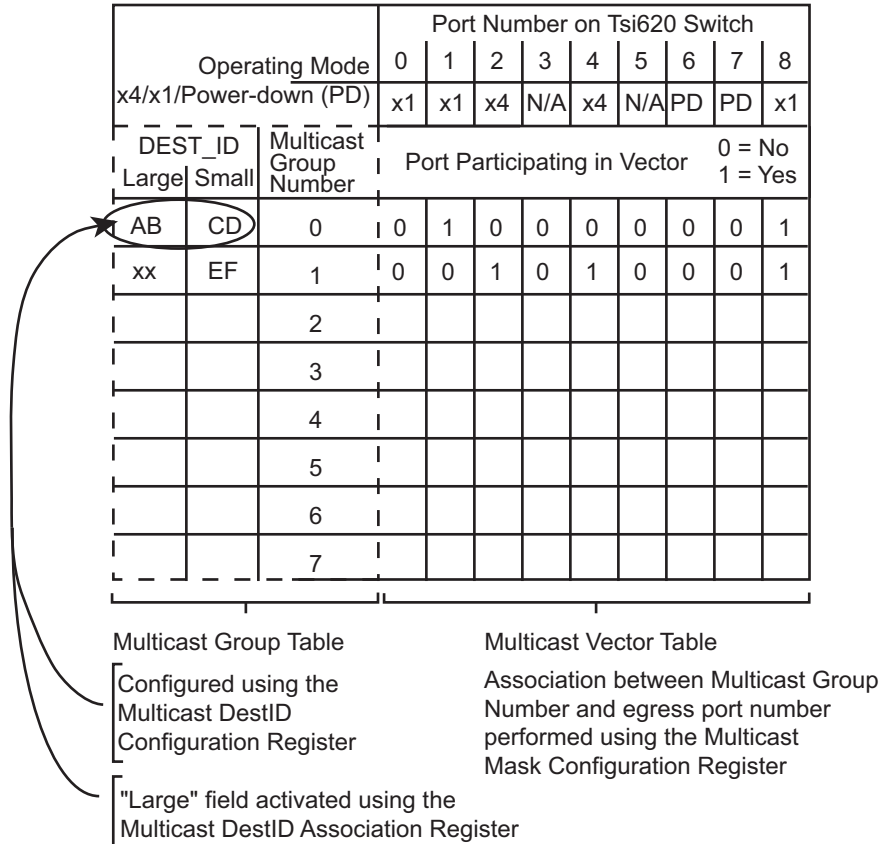 Port Number on Tsi620 Switch
Operating Mode 0 1 2 3 4 5 6 7 8
x4/x1/Power-down (PD) x1 x1 x4 N/A x4 N/A PD PD x1
DEST_ID Multicast Group Number Port Participating in Vector 0 = No
Large Small 1 = Yes
AB CD 0 0 1 0 0 0 0 0 0 1
xx EF 1 0 0 1 0 1 0 0 0 1
2
3
4
5
6
7
Multicast Group Table
Configured using the
Multicast DestID
Configuration Register
"Large" field activated using the
Multicast DestID Association Register
Multicast Vector Table
Association between Multicast Group
Number and egress port number
performed using the Multicast
Mask Configuration Register